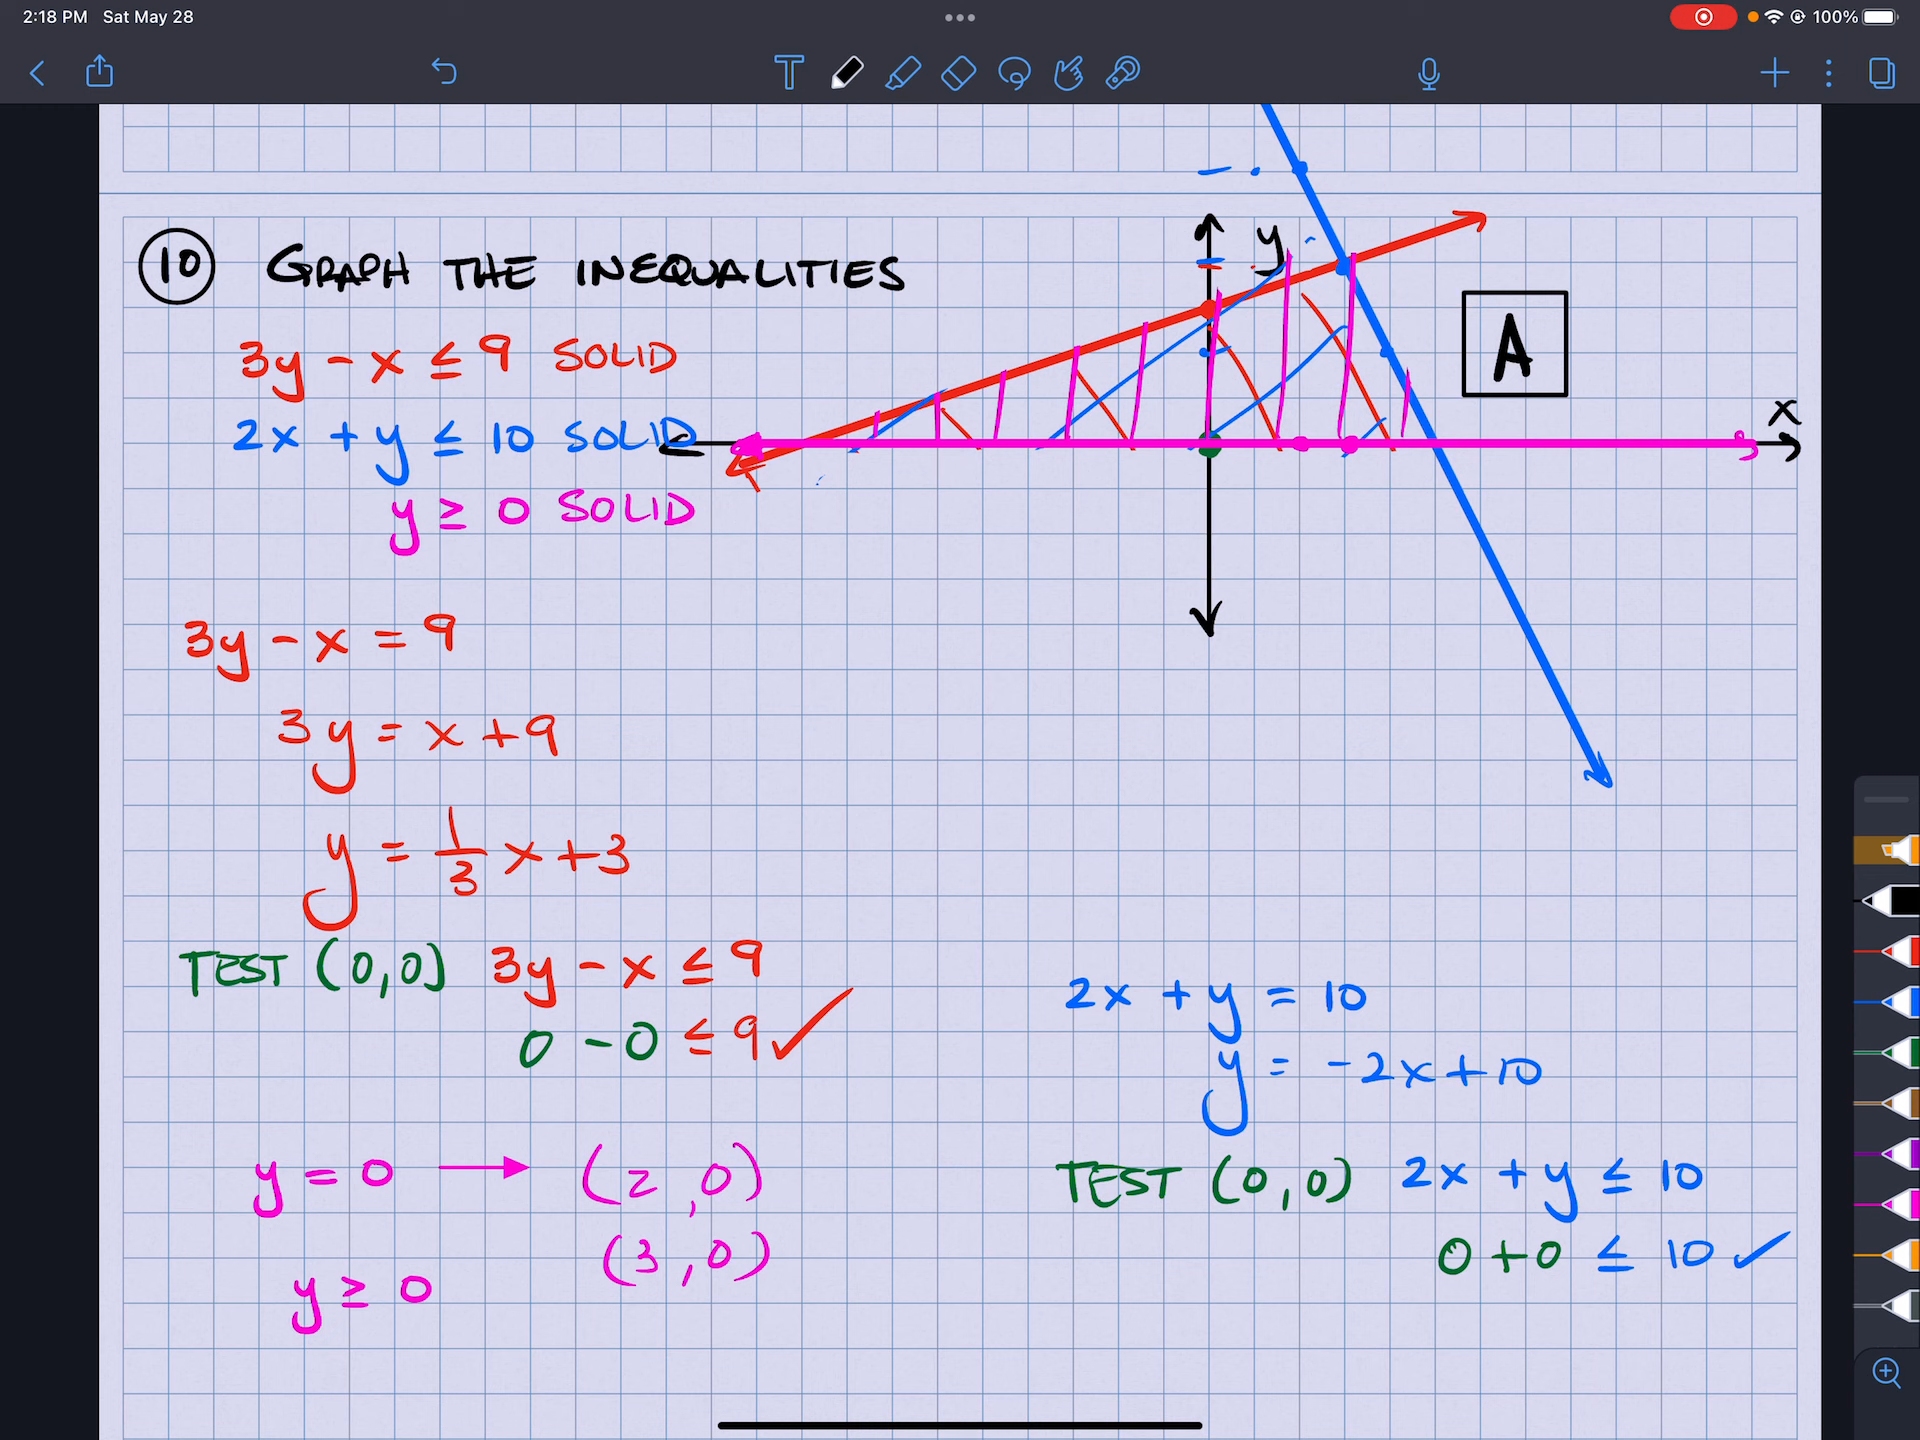 2:18 PM Sat May 28
100%
10 GRAPH THE INEQUALITIES
3y - x ≤ 9 SOLID
2x + y ≤ 10 SOLID
y ≥ 0 SOLID
y
x
A
3y - x = 9
3y = x + 9
y = 1/3 x + 3
TEST (0,0) 3y - x ≤ 9
0 - 0 ≤ 9 ✓
y = 0 → (2,0)
(3,0)
y ≥ 0
2x + y = 10
y = -2x + 10
TEST (0,0) 2x + y ≤ 10
0 + 0 ≤ 10 ✓